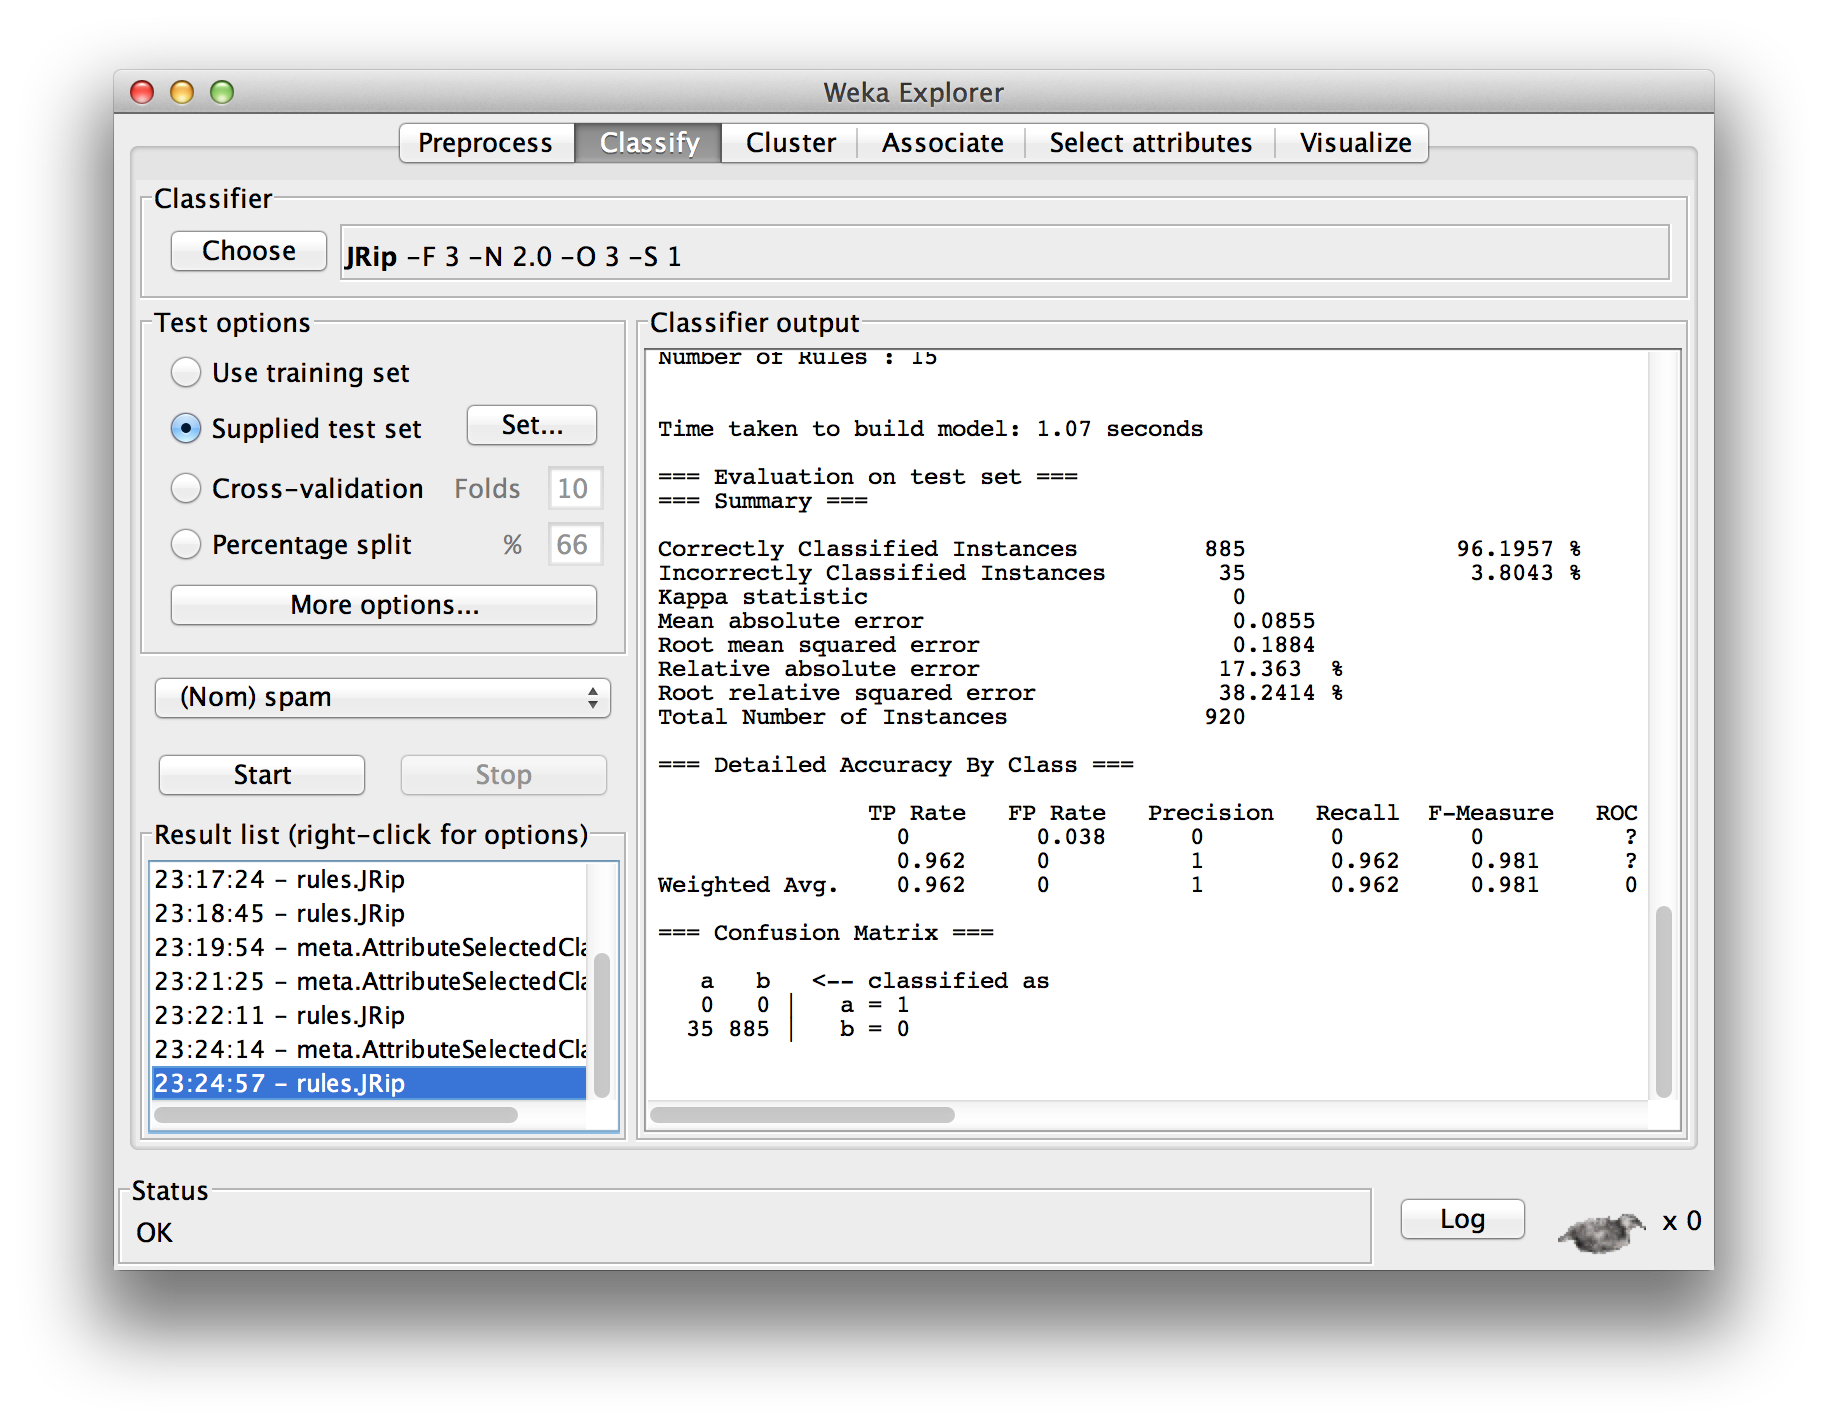 Weka Explorer
Preprocess Classify Cluster Associate Select attributes Visualize
Classifier
Choose JRip -F 3 -N 2.0 -O 3 -S 1
Test options
Use training set
Supplied test set Set...
Cross-validation Folds 10
Percentage split % 66
More options...
(Nom) spam
Start Stop
Result list (right-click for options)
23:17:24 - rules.JRip
23:18:45 - rules.JRip
23:19:54 - meta.AttributeSelectedCla
23:21:25 - meta.AttributeSelectedCla
23:22:11 - rules.JRip
23:24:14 - meta.AttributeSelectedCla
23:24:57 - rules.JRip
Classifier output
Number of Rules : 15
Time taken to build model: 1.07 seconds
=== Evaluation on test set ===
=== Summary ===
Correctly Classified Instances 885 96.1957 %
Incorrectly Classified Instances 35 3.8043 %
Kappa statistic 0
Mean absolute error 0.0855
Root mean squared error 0.1884
Relative absolute error 17.363 %
Root relative squared error 38.2414 %
Total Number of Instances 920
=== Detailed Accuracy By Class ===
TP Rate FP Rate Precision Recall F-Measure ROC
0 0.038 0 0 0 ?
0.962 0 1 0.962 0.981 ?
Weighted Avg. 0.962 0 1 0.962 0.981 0
=== Confusion Matrix ===
a b <-- classified as
0 0 | a = 1
35 885 | b = 0
Status
OK
Log x 0